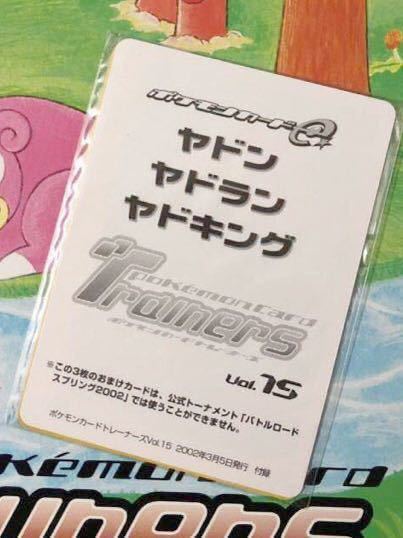 ポケモンカードe
ヤドン
ヤドラン
ヤドキング
pokémon card
Trainers
ポケモンカードトレーナーズ
Vol.15
※この3枚のおまけカードは、公式トーナメント「バトルロード
スプリング2002」では使うことができません。
ポケモンカードトレーナーズVol.15 2002年3月5日発行 付録
okémon card